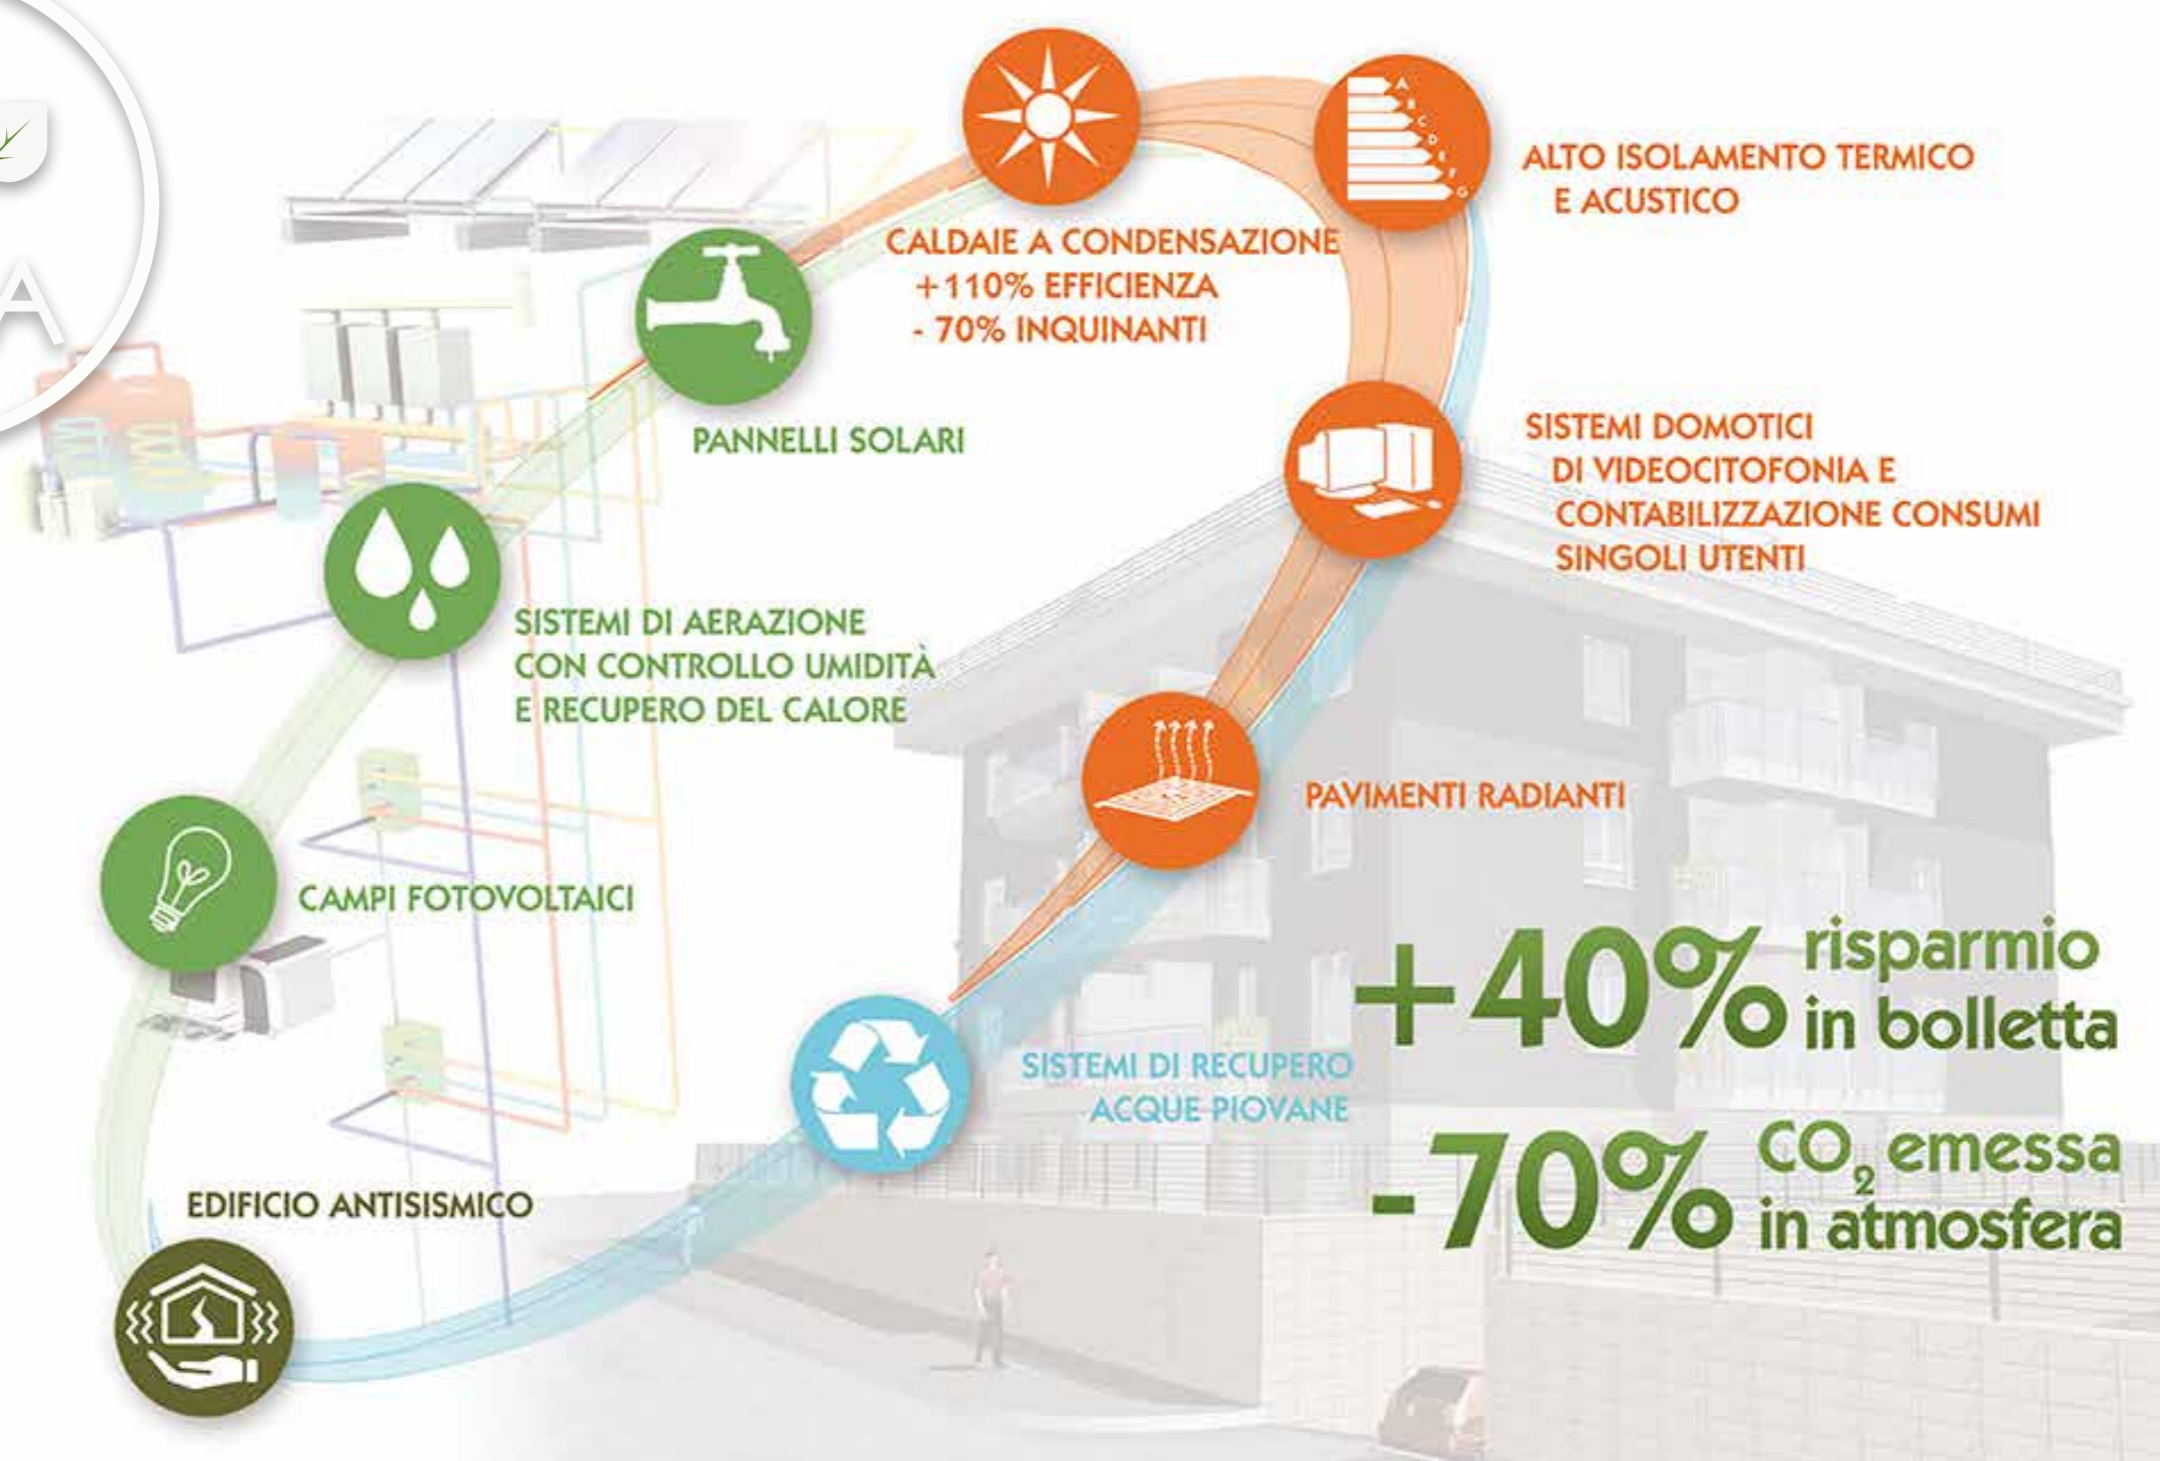 A
A
B
C
D
E
F
G
ALTO ISOLAMENTO TERMICO
E ACUSTICO
CALDAIE A CONDENSAZIONE
+110% EFFICIENZA
- 70% INQUINANTI
PANNELLI SOLARI
SISTEMI DOMOTICI
DI VIDEOCITOFONIA E
CONTABILIZZAZIONE CONSUMI
SINGOLI UTENTI
SISTEMI DI AERAZIONE
CON CONTROLLO UMIDITÀ
E RECUPERO DEL CALORE
PAVIMENTI RADIANTI
CAMPI FOTOVOLTAICI
+40% risparmio
in bolletta
SISTEMI DI RECUPERO
ACQUE PIOVANE
-70% CO₂ emessa
in atmosfera
EDIFICIO ANTISISMICO